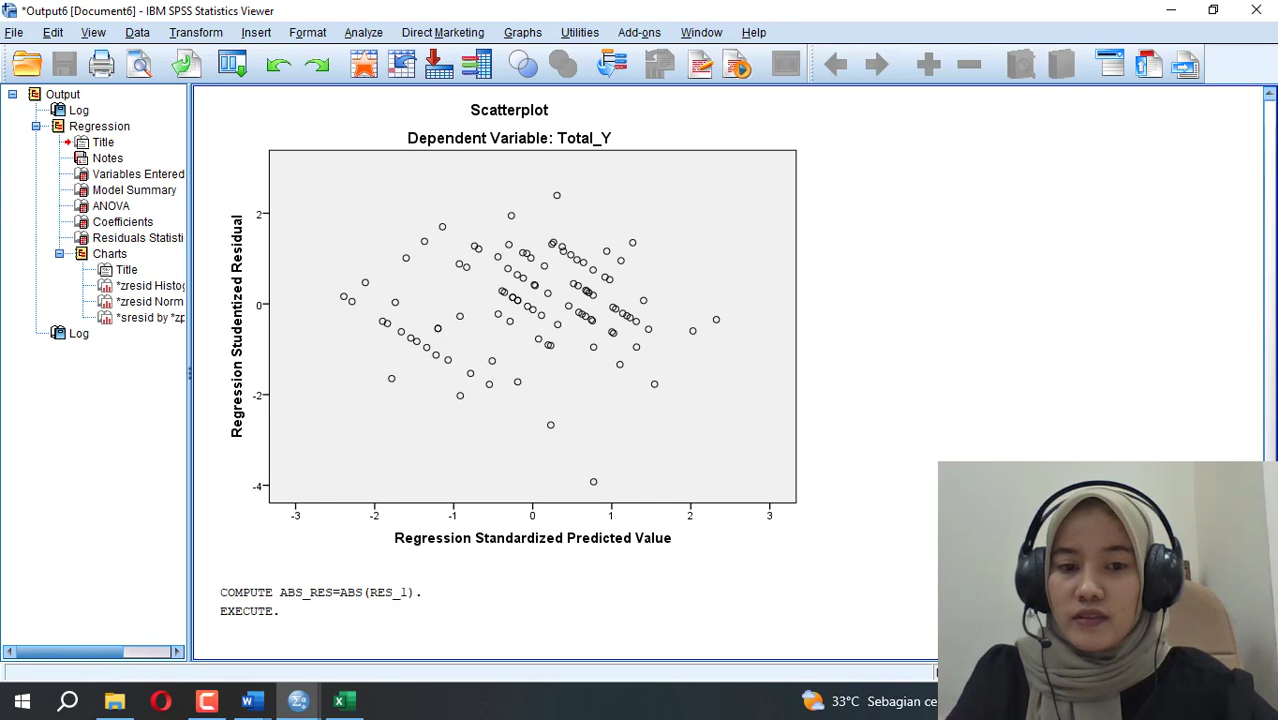 *Output6 [Document6] - IBM SPSS Statistics Viewer
File Edit View Data Transform Insert Format Analyze Direct Marketing Graphs Utilities Add-ons Window Help
Output
Log
Regression
Title
Notes
Variables Entered
Model Summary
ANOVA
Coefficients
Residuals Statisti
Charts
Title
*zresid Histog
*zresid Norm
*sresid by *zp
Log
Scatterplot
Dependent Variable: Total_Y
Regression Studentized Residual
2
0
-2
-4
-3 -2 -1 0 1 2 3
Regression Standardized Predicted Value
COMPUTE ABS_RES=ABS(RES_1).
EXECUTE.
33°C Sebagian ce